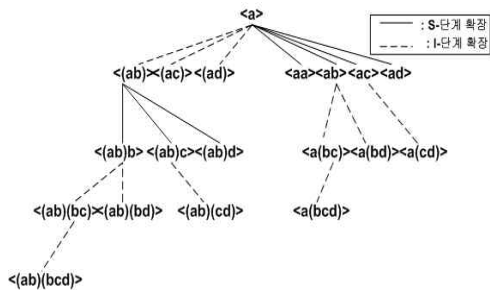 <a>
: S-단계 확장
: I-단계 확장
<(ab)><(ac)><(ad)> <aa><ab><ac><ad>
<(ab)b><(ab)c><(ab)d> <a(bc)><a(bd)><a(cd)>
<(ab)(bc)><(ab)(bd)> <(ab)(cd)> <a(bcd)>
<(ab)(bcd)>